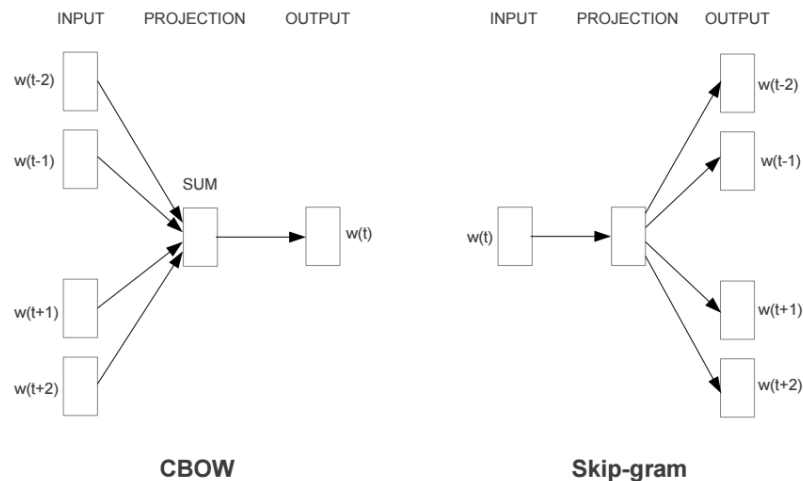 INPUT PROJECTION OUTPUT
w(t-2)
w(t-1)
SUM
w(t)
w(t+1)
w(t+2)
CBOW
INPUT PROJECTION OUTPUT
w(t-2)
w(t-1)
w(t)
w(t+1)
w(t+2)
Skip-gram